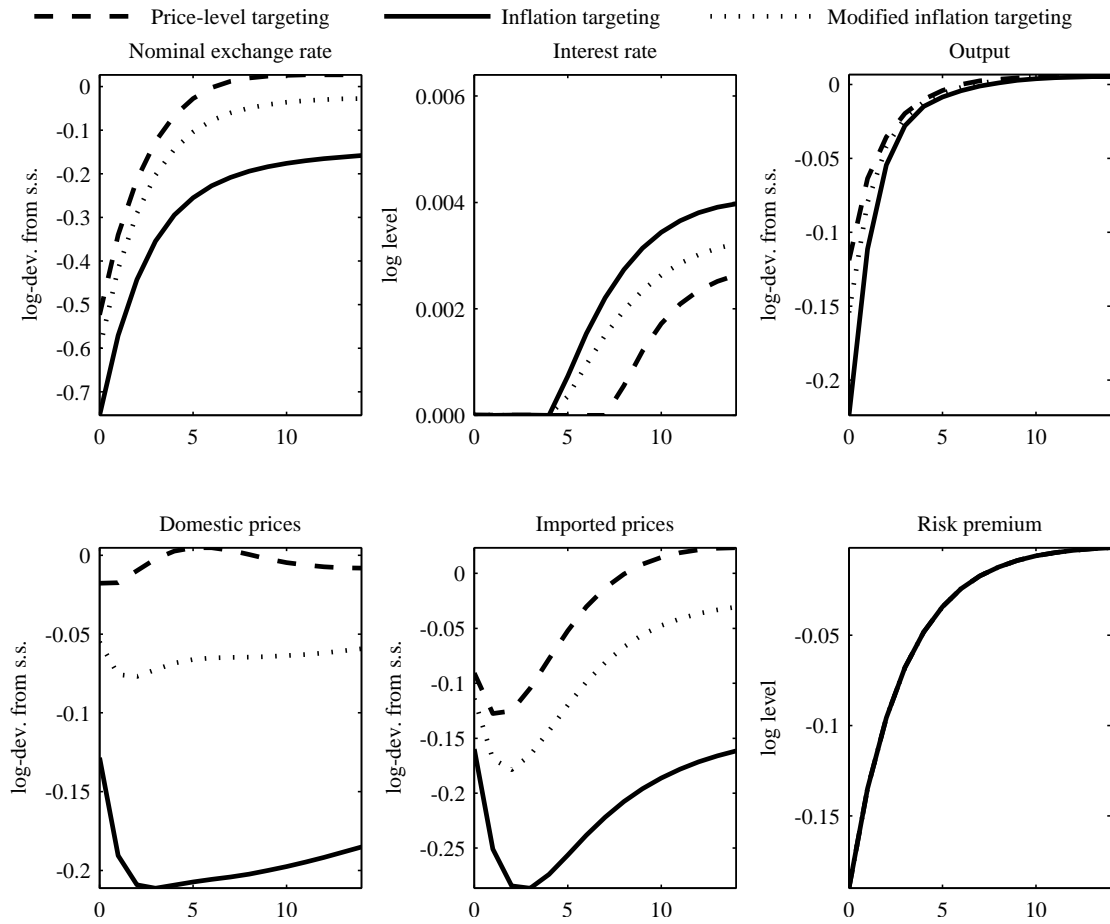 Price-level targeting Inflation targeting Modified inflation targeting
Nominal exchange rate
log-dev. from s.s.
0
-0.1
-0.2
-0.3
-0.4
-0.5
-0.6
-0.7
0 5 10
Interest rate
log level
0.006
0.004
0.002
0.000
0 5 10
Output
log-dev. from s.s.
0
-0.05
-0.1
-0.15
-0.2
0 5 10
Domestic prices
log-dev. from s.s.
0
-0.05
-0.1
-0.15
-0.2
0 5 10
Imported prices
log-dev. from s.s.
0
-0.05
-0.1
-0.15
-0.2
-0.25
0 5 10
Risk premium
log level
-0.05
-0.1
-0.15
0 5 10